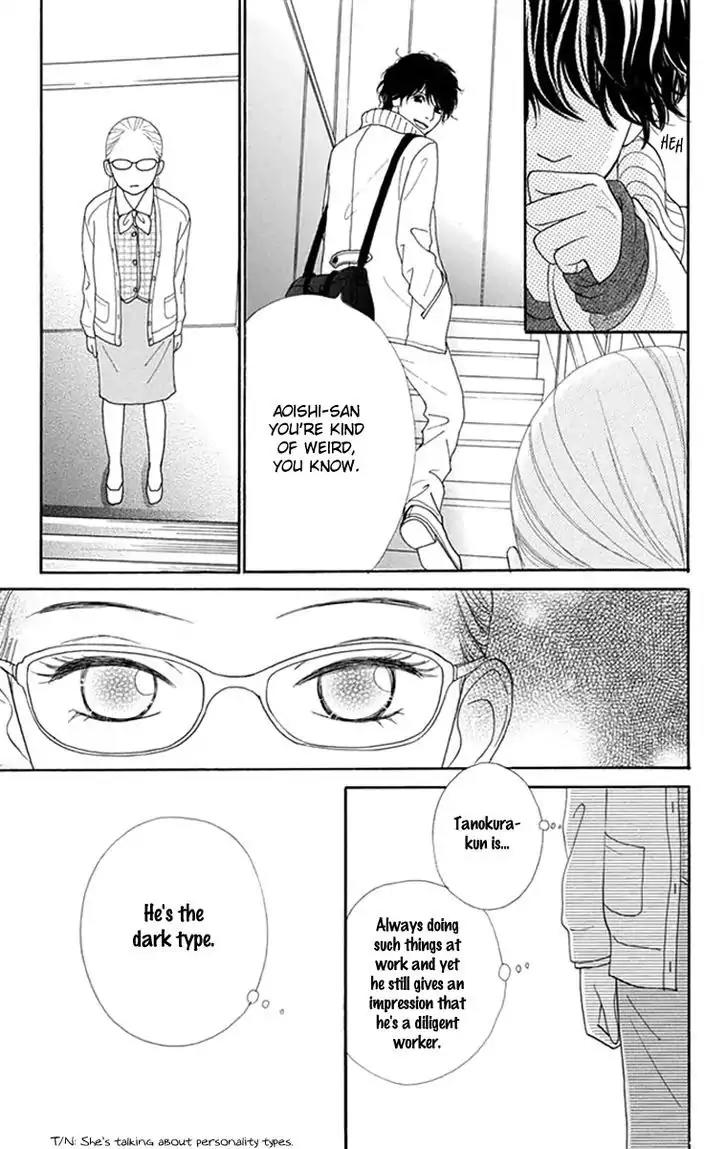 HEH
AOISHI-SAN
YOU'RE KIND
OF WEIRD,
YOU KNOW.
Tanokura-
kun is...
Always doing
such things at
work and yet
he still gives an
impression that
he's a diligent
worker.
He's the
dark type.
T/N: She's talking about personality types.